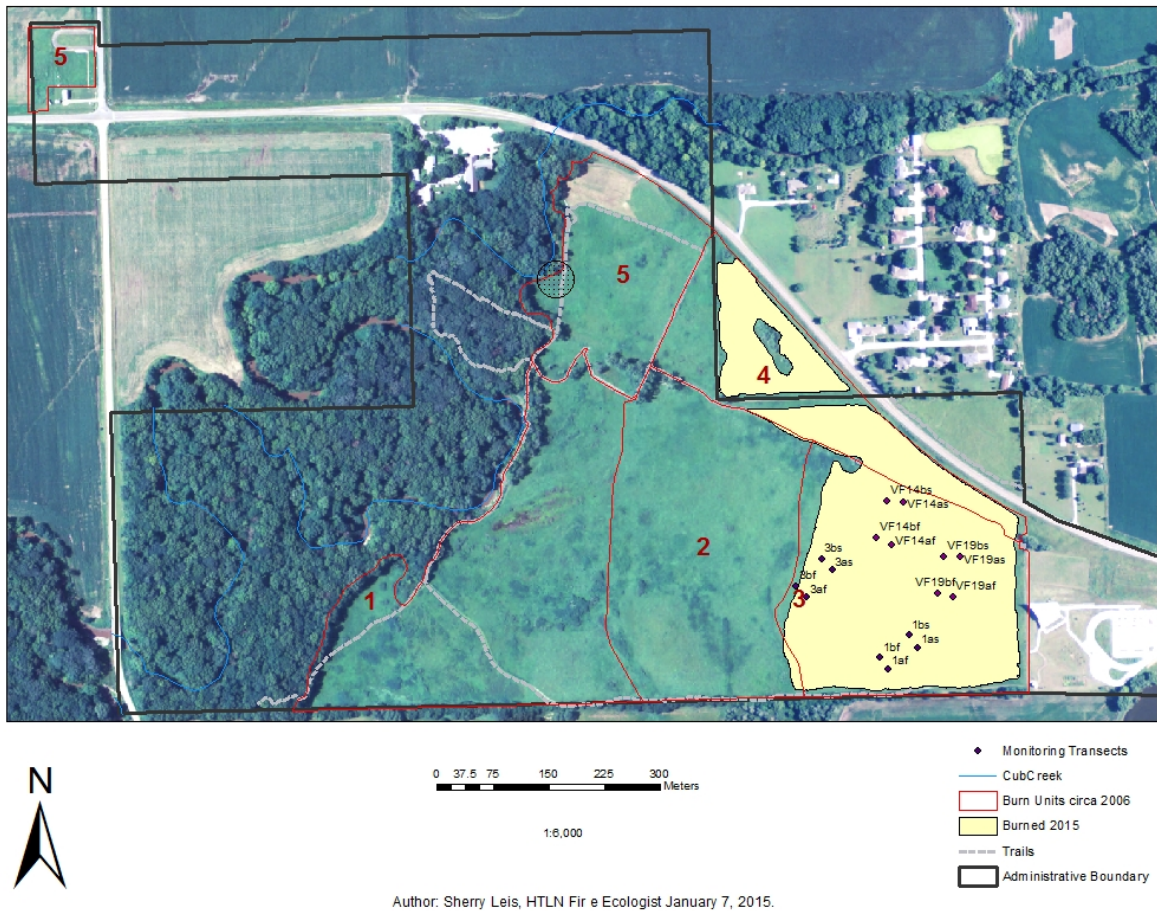 5
5
4
VF14bs
VF14as
VF14bf
VF14af
VF19bs
VF19as
2
3bs
3as
3bf
3af
3
VF19bf
VF19af
1
1bs
1as
1bf
1af
N
0 37.5 75 150 225 300
Meters
1:6,000
Monitoring Transects
CubCreek
Burn Units circa 2006
Burned 2015
Trails
Administrative Boundary
Author: Sherry Leis, HTLN Fir e Ecologist January 7, 2015.